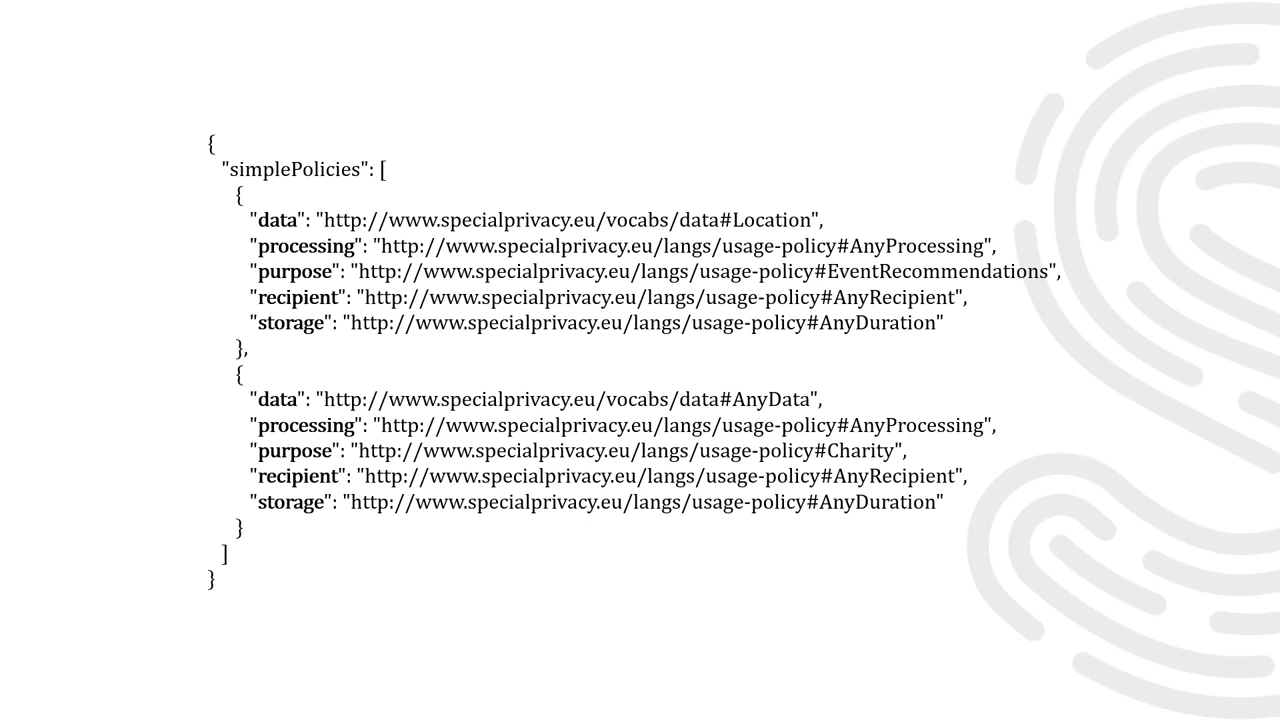 {
"simplePolicies": [
{
"data": "http://www.specialprivacy.eu/vocabs/data#Location",
"processing": "http://www.specialprivacy.eu/langs/usage-policy#AnyProcessing",
"purpose": "http://www.specialprivacy.eu/langs/usage-policy#EventRecommendations",
"recipient": "http://www.specialprivacy.eu/langs/usage-policy#AnyRecipient",
"storage": "http://www.specialprivacy.eu/langs/usage-policy#AnyDuration"
},
{
"data": "http://www.specialprivacy.eu/vocabs/data#AnyData",
"processing": "http://www.specialprivacy.eu/langs/usage-policy#AnyProcessing",
"purpose": "http://www.specialprivacy.eu/langs/usage-policy#Charity",
"recipient": "http://www.specialprivacy.eu/langs/usage-policy#AnyRecipient",
"storage": "http://www.specialprivacy.eu/langs/usage-policy#AnyDuration"
}
]
}